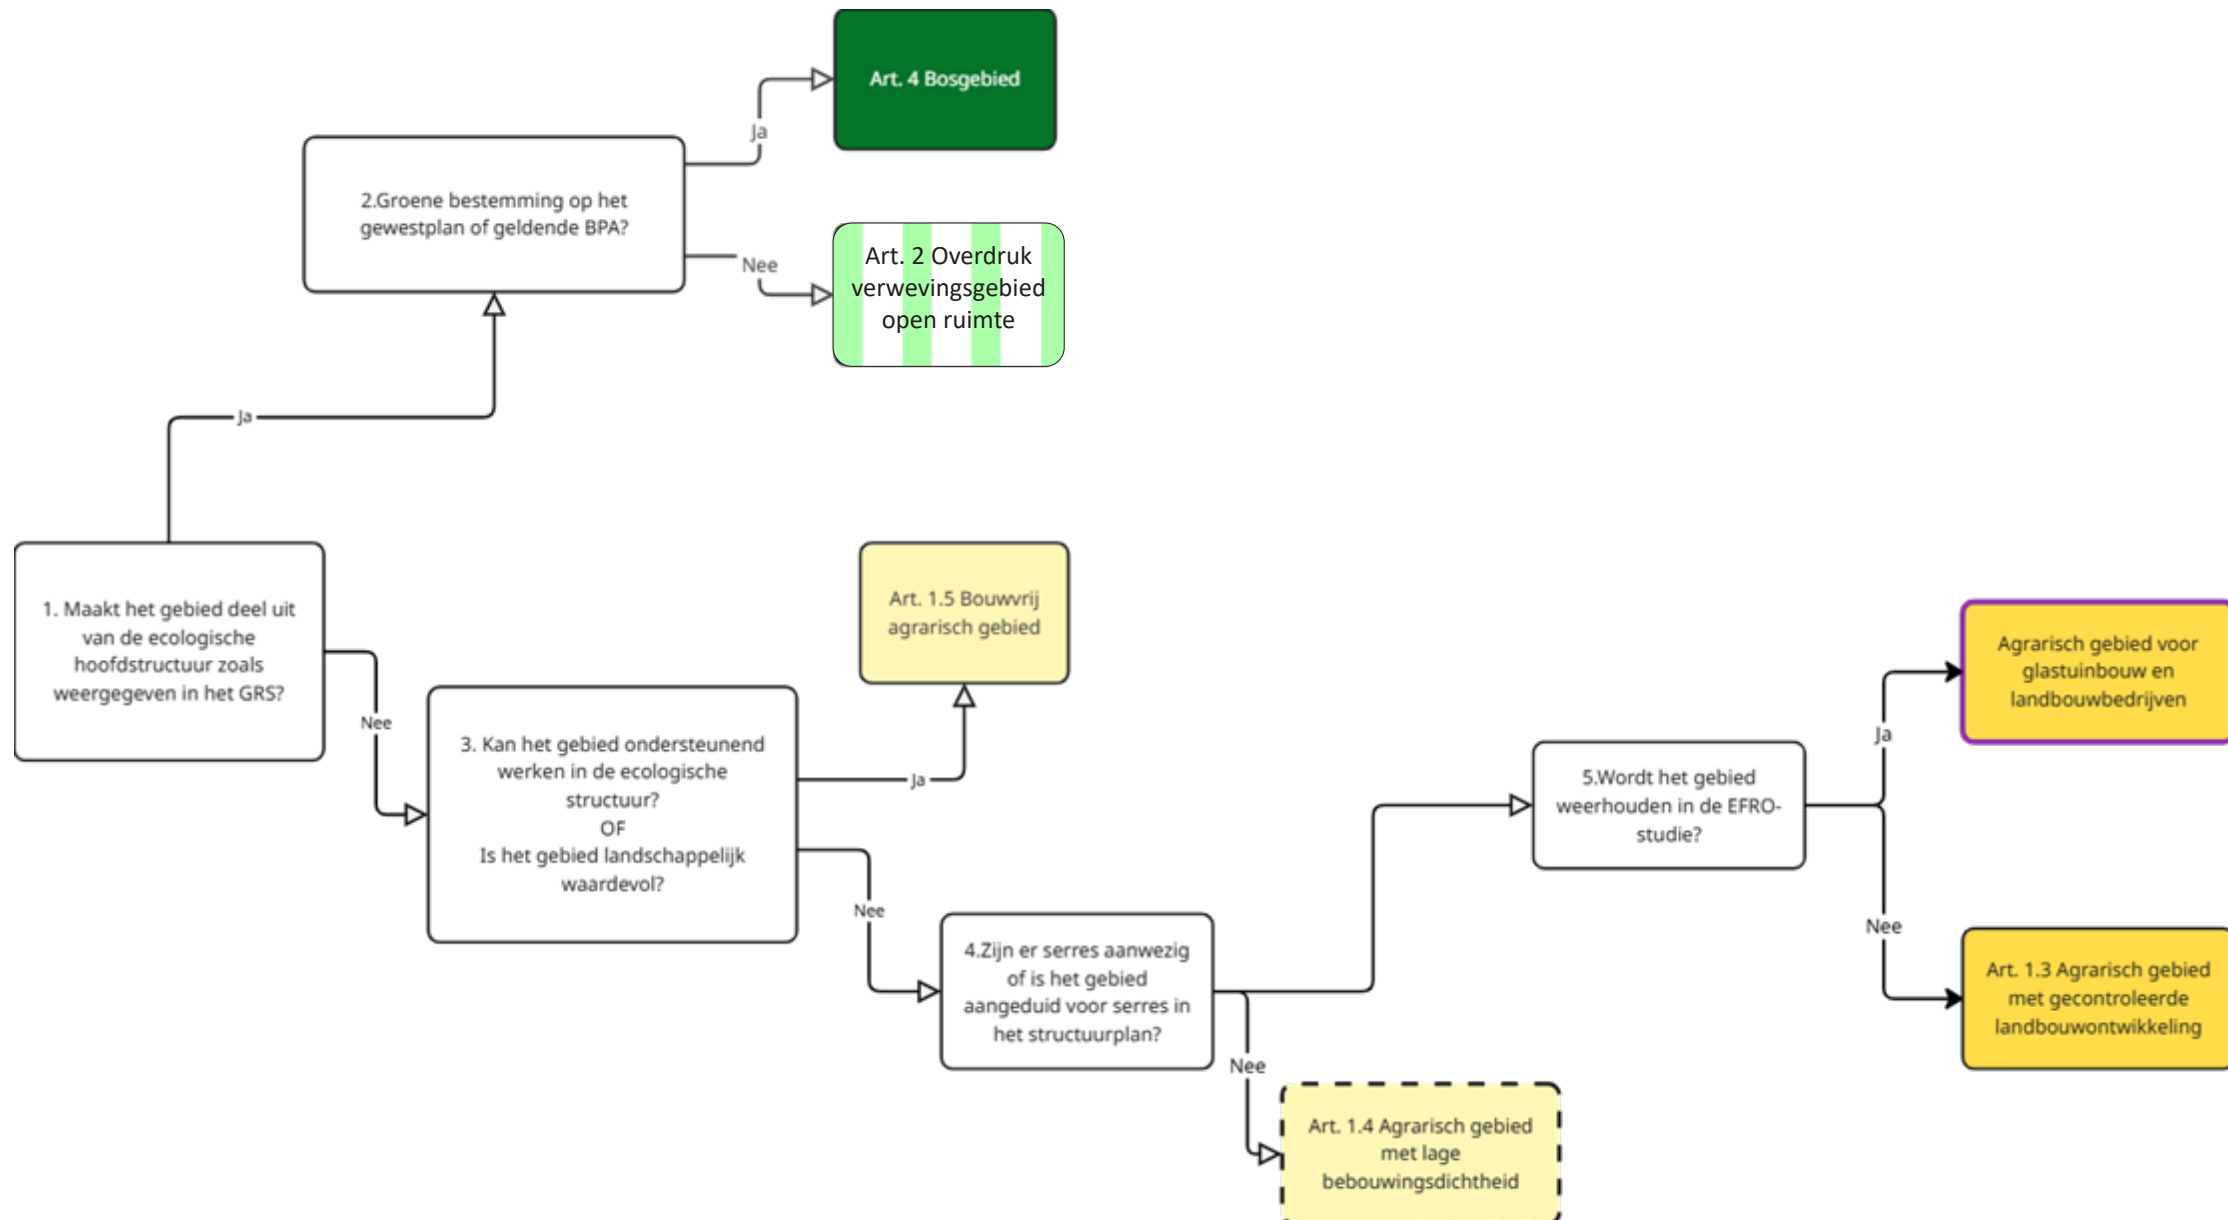 Art. 4 Bosgebied
Ja
2.Groene bestemming op het
gewestplan of geldende BPA?
Nee
Art. 2 Overdruk
verwevingsgebied
open ruimte
Ja
1. Maakt het gebied deel uit
van de ecologische
hoofdstructuur zoals
weergegeven in het GRS?
Nee
3. Kan het gebied ondersteunend
werken in de ecologische
structuur?
OF
Is het gebied landschappelijk
waardevol?
Ja
Art. 1.5 Bouwvrij
agrarisch gebied
Nee
4.Zijn er serres aanwezig
of is het gebied
aangeduid voor serres in
het structuurplan?
Nee
Art. 1.4 Agrarisch gebied
met lage
bebouwingsdichtheid
5.Wordt het gebied
weerhouden in de EFRO-
studie?
Ja
Agrarisch gebied voor
glastuinbouw en
landbouwbedrijven
Nee
Art. 1.3 Agrarisch gebied
met gecontroleerde
landbouwontwikkeling